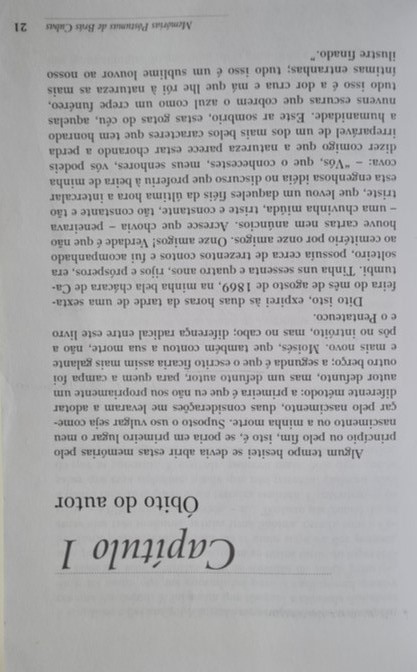 Capítulo 1
Óbito do autor
Algum tempo hesitei se devia abrir estas memórias pelo
princípio ou pelo fim, isto é, se poria em primeiro lugar o meu
nascimento ou a minha morte. Suposto o uso vulgar seja come-
çar pelo nascimento, duas considerações me levaram a adotar
diferente método: a primeira é que eu não sou propriamente um
autor defunto, mas um defunto autor, para quem a campa foi
outro berço; a segunda é que o escrito ficaria assim mais galante
e mais novo. Moisés, que também contou a sua morte, não a
pôs no intróito, mas no cabo; diferença radical entre este livro
e o Pentateuco.
Dito isto, expirei às duas horas da tarde de uma sexta-
feira do mês de agosto de 1869, na minha bela chácara de Ca-
tumbi. Tinha uns sessenta e quatro anos, rijos e prósperos, era
solteiro, possuía cerca de trezentos contos e fui acompanhado
ao cemitério por onze amigos. Onze amigos! Verdade é que não
houve cartas nem anúncios. Acresce que chovia – peneirava
– uma chuvinha miúda, triste e constante, tão constante e tão
triste, que levou um daqueles fiéis da última hora a intercalar
esta engenhosa idéia no discurso que proferiu à beira de minha
cova: – "Vós, que o conhecestes, meus senhores, vós podeis
dizer comigo que a natureza parece estar chorando a perda
irreparável de um dos mais belos caracteres que tem honrado
a humanidade. Este ar sombrio, estas gotas do céu, aquelas
nuvens escuras que cobrem o azul como um crepe funéreo,
tudo isso é a dor crua e má que lhe rói à natureza as mais
íntimas entranhas; tudo isso é um sublime louvor ao nosso
ilustre finado."
Memórias Póstumas de Brás Cubas 21